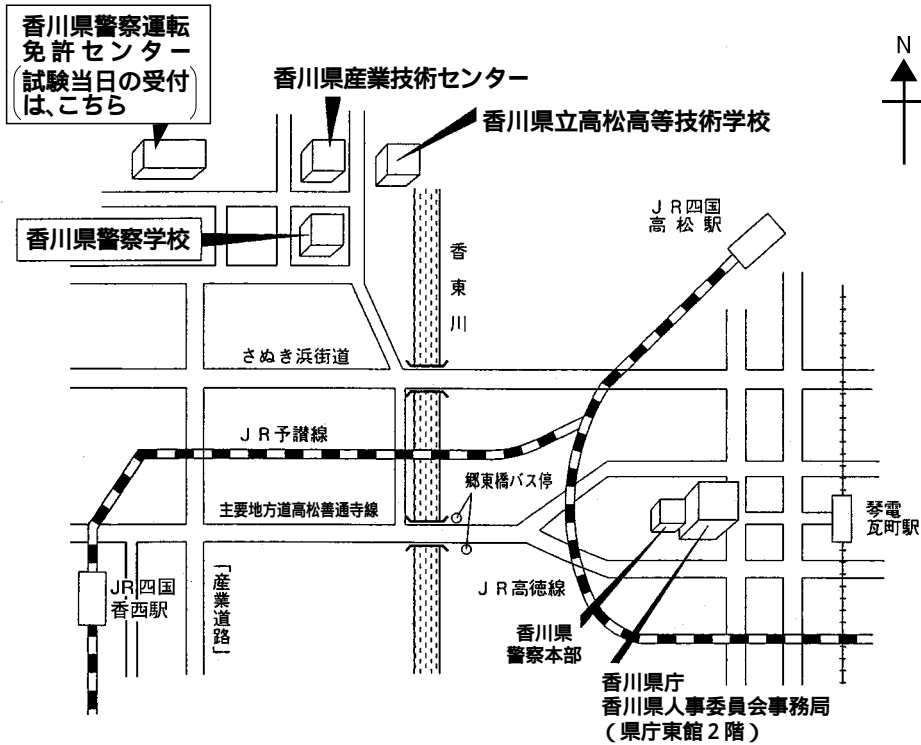 香川県警察運転
免許センター
(試験当日の受付
は、こちら)
香川県産業技術センター
香川県立高松高等技術学校
N
JR四国
高松駅
香川県警察学校
香東川
さぬき浜街道
JR予讃線
郷東橋バス停
主要地方道高松善通寺線
琴電
瓦町駅
JR四国
香西駅
「産業道路」
JR高徳線
香川県
警察本部
香川県庁
香川県人事委員会事務局
(県庁東館2階)